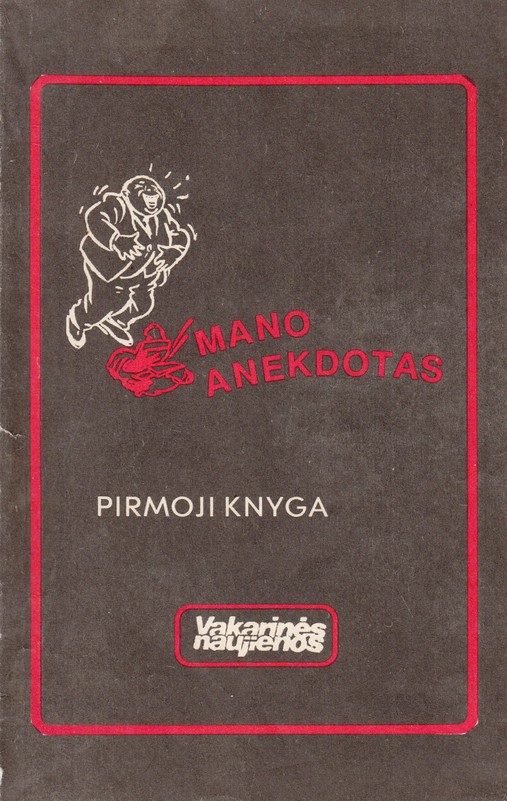 MANO
ANEKDOTAS
PIRMOJI KNYGA
Vakarinės
naujienos